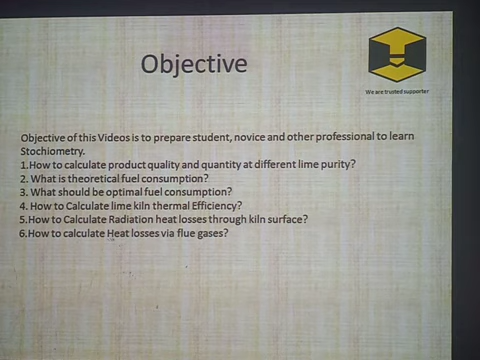 Objective
We are trusted supporter
Objective of this Videos is to prepare student, novice and other professional to learn
Stochiometry.
1.How to calculate product quality and quantity at different lime purity?
2. What is theoretical fuel consumption?
3. What should be optimal fuel consumption?
4. How to Calculate lime kiln thermal Efficiency?
5.How to Calculate Radiation heat losses through kiln surface?
6.How to calculate Heat losses via flue gases?